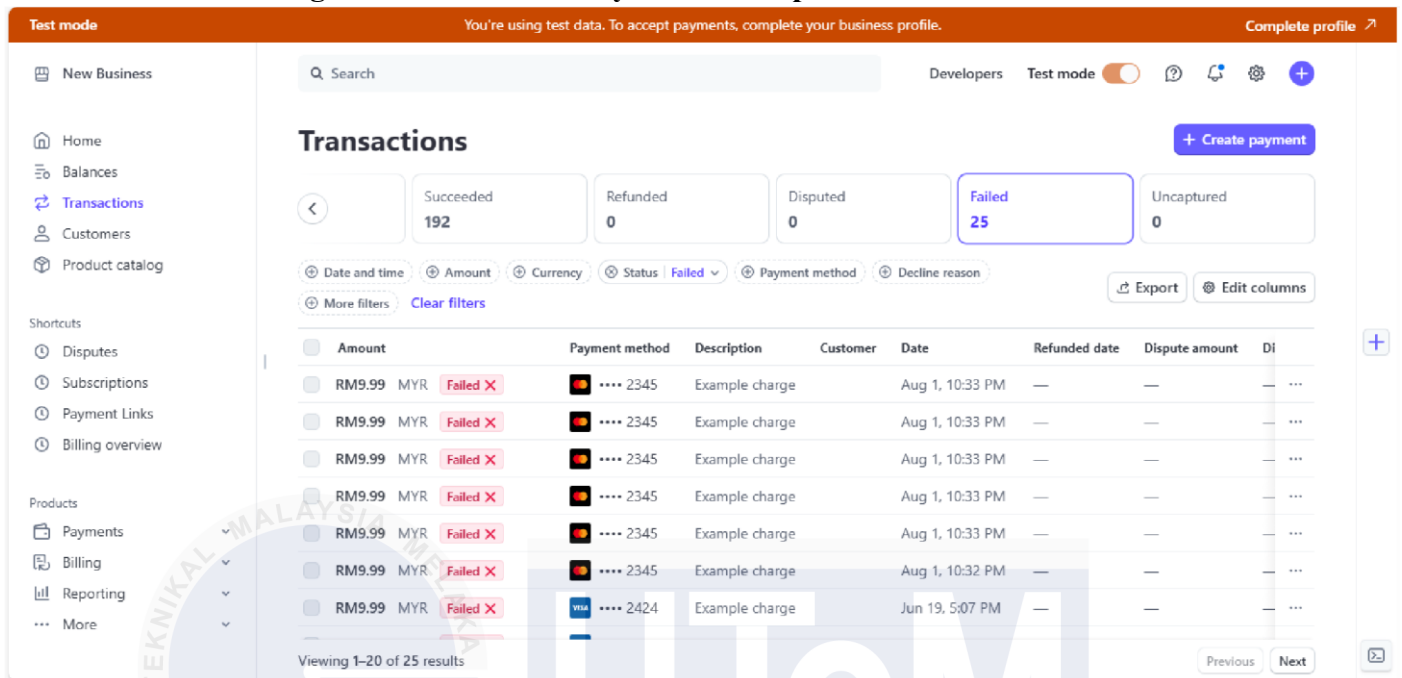 Test mode You're using test data. To accept payments, complete your business profile. Complete profile
New Business
Search
Developers Test mode
Home
Balances
Transactions
Customers
Product catalog
Shortcuts
Disputes
Subscriptions
Payment Links
Billing overview
Products
Payments
Billing
Reporting
More
Transactions
+ Create payment
Succeeded Refunded Disputed Failed Uncaptured
192 0 0 25 0
Date and time Amount Currency Status | Failed Payment method Decline reason
More filters Clear filters
Export Edit columns
Amount Payment method Description Customer Date Refunded date Dispute amount Di
RM9.99 MYR Failed •••• 2345 Example charge Aug 1, 10:33 PM — — — ...
RM9.99 MYR Failed •••• 2345 Example charge Aug 1, 10:33 PM — — — ...
RM9.99 MYR Failed •••• 2345 Example charge Aug 1, 10:33 PM — — — ...
RM9.99 MYR Failed •••• 2345 Example charge Aug 1, 10:33 PM — — — ...
RM9.99 MYR Failed •••• 2345 Example charge Aug 1, 10:33 PM — — — ...
RM9.99 MYR Failed •••• 2345 Example charge Aug 1, 10:32 PM — — — ...
RM9.99 MYR Failed VISA •••• 2424 Example charge Jun 19, 5:07 PM — — — ...
Viewing 1–20 of 25 results
Previous Next
MALAYSIA MELAKA